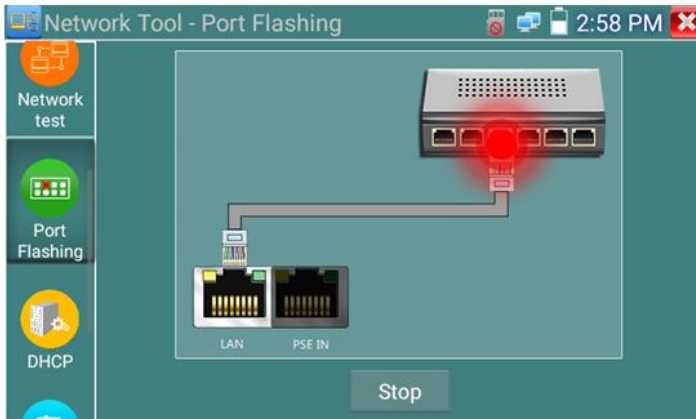 Network Tool - Port Flashing
2:58 PM
Network
test
Port
Flashing
DHCP
LAN
PSE IN
Stop